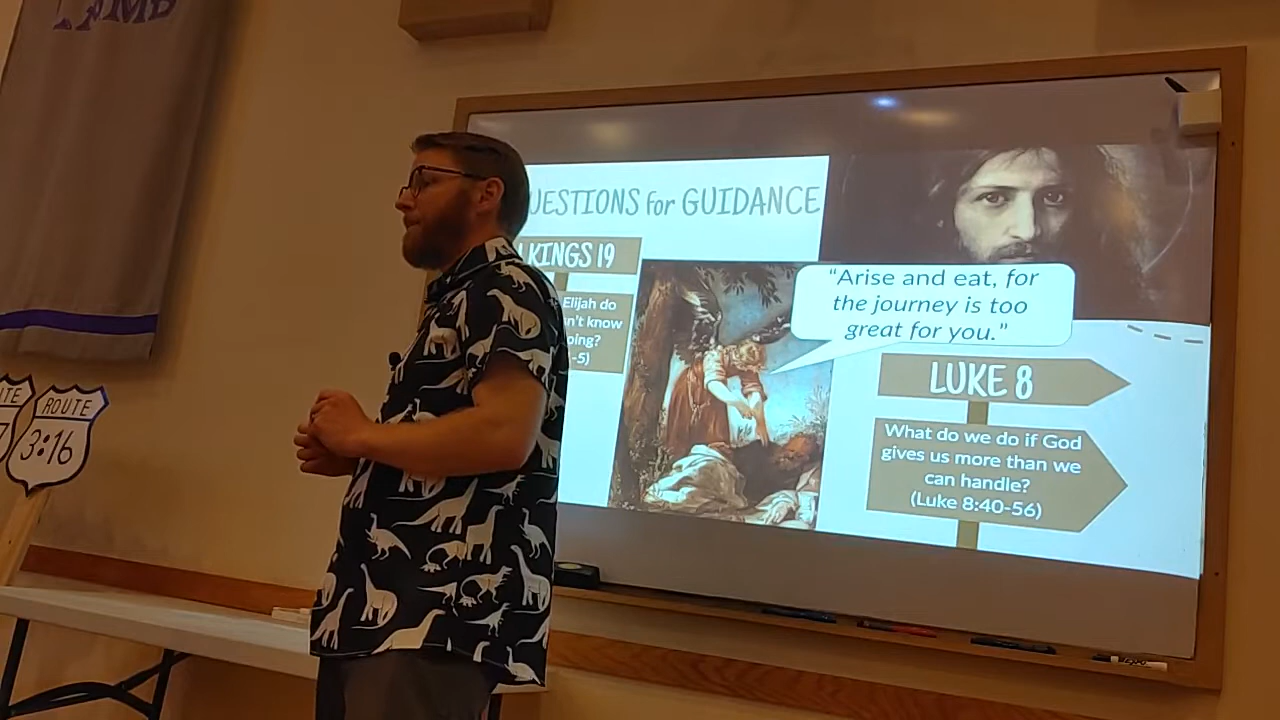 UESTIONS for GUIDANCE
KINGS 19
Elijah do
n't know
oing?
-5)
"Arise and eat, for
the journey is too
great for you."
LUKE 8
What do we do if God
gives us more than we
can handle?
(Luke 8:40-56)
ROUTE
3:16